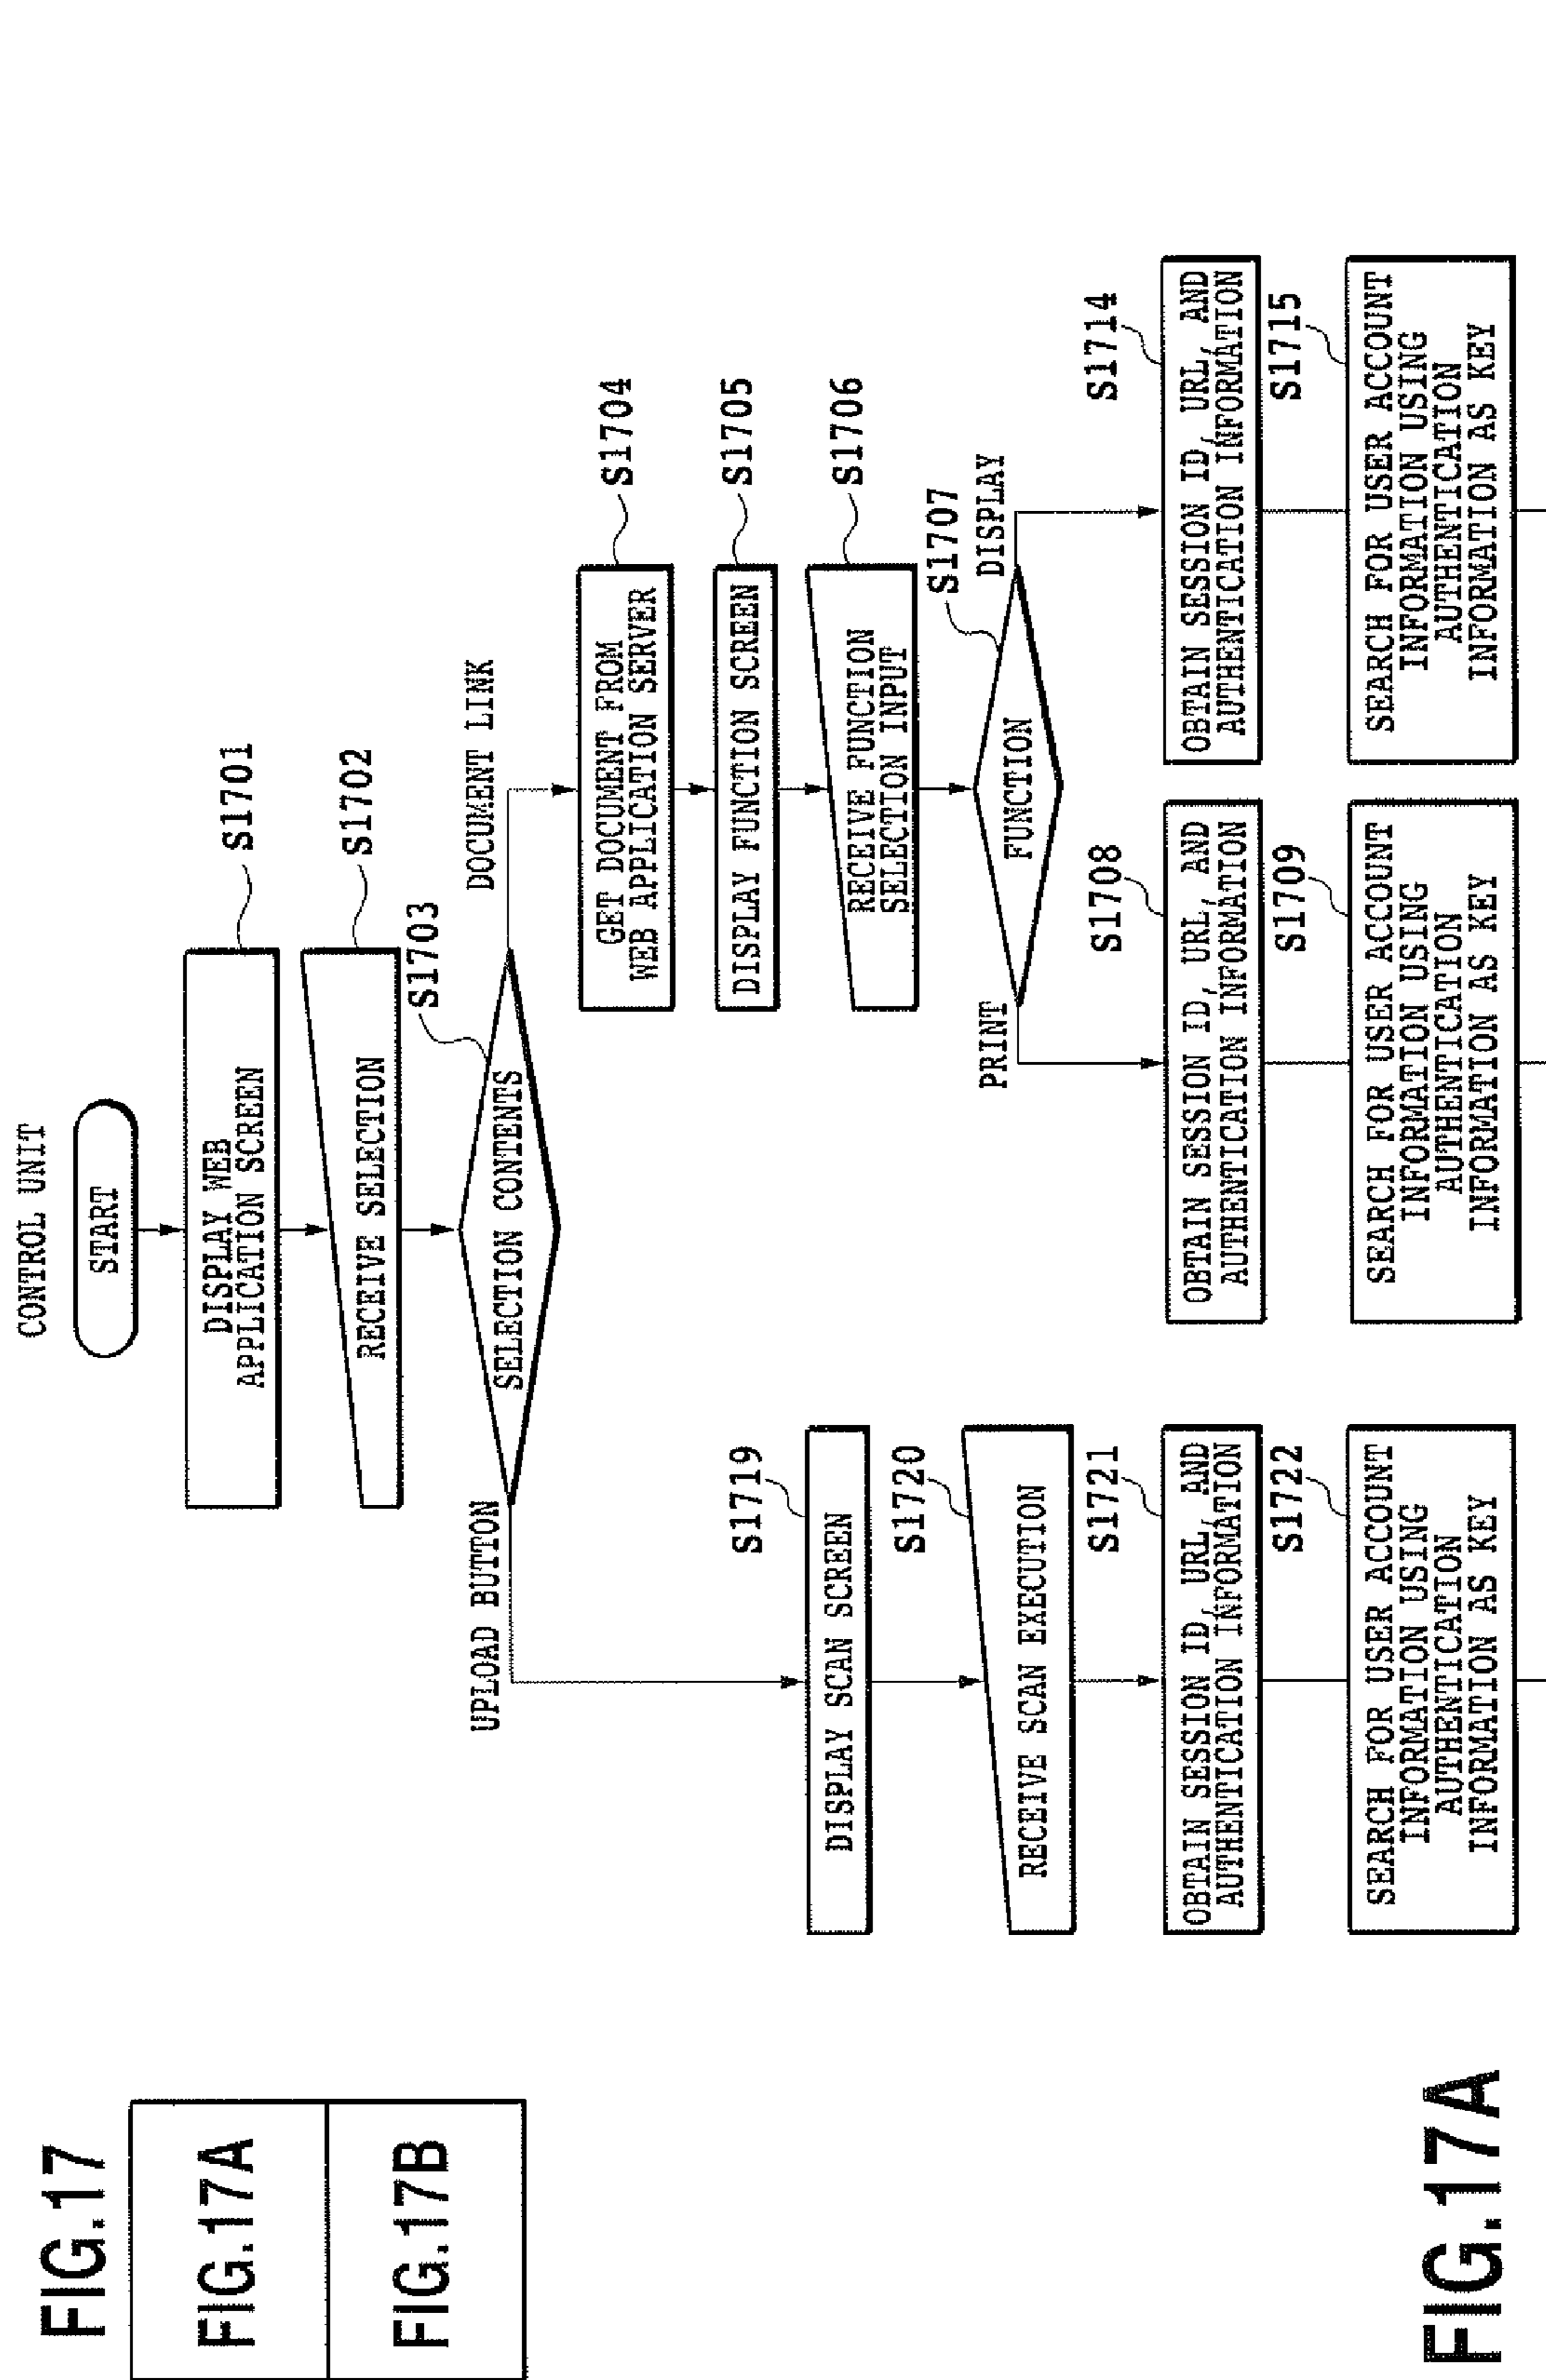 FIG.17
FIG.17A
FIG.17B
CONTROL UNIT
START
DISPLAY WEB
APPLICATION SCREEN
S1701
RECEIVE SELECTION
S1702
SELECTION CONTENTS
S1703
UPLOAD BUTTON
DOCUMENT LINK
GET DOCUMENT FROM
WEB APPLICATION SERVER
S1704
DISPLAY FUNCTION SCREEN
S1705
RECEIVE FUNCTION
SELECTION INPUT
S1706
FUNCTION
S1707
PRINT
DISPLAY
DISPLAY SCAN SCREEN
S1719
RECEIVE SCAN EXECUTION
S1720
OBTAIN SESSION ID, URL, AND
AUTHENTICATION INFORMATION
S1721
SEARCH FOR USER ACCOUNT
INFORMATION USING
AUTHENTICATION
INFORMATION AS KEY
S1722
OBTAIN SESSION ID, URL, AND
AUTHENTICATION INFORMATION
S1708
SEARCH FOR USER ACCOUNT
INFORMATION USING
AUTHENTICATION
INFORMATION AS KEY
S1709
OBTAIN SESSION ID, URL, AND
AUTHENTICATION INFORMATION
S1714
SEARCH FOR USER ACCOUNT
INFORMATION USING
AUTHENTICATION
INFORMATION AS KEY
S1715
FIG.17A